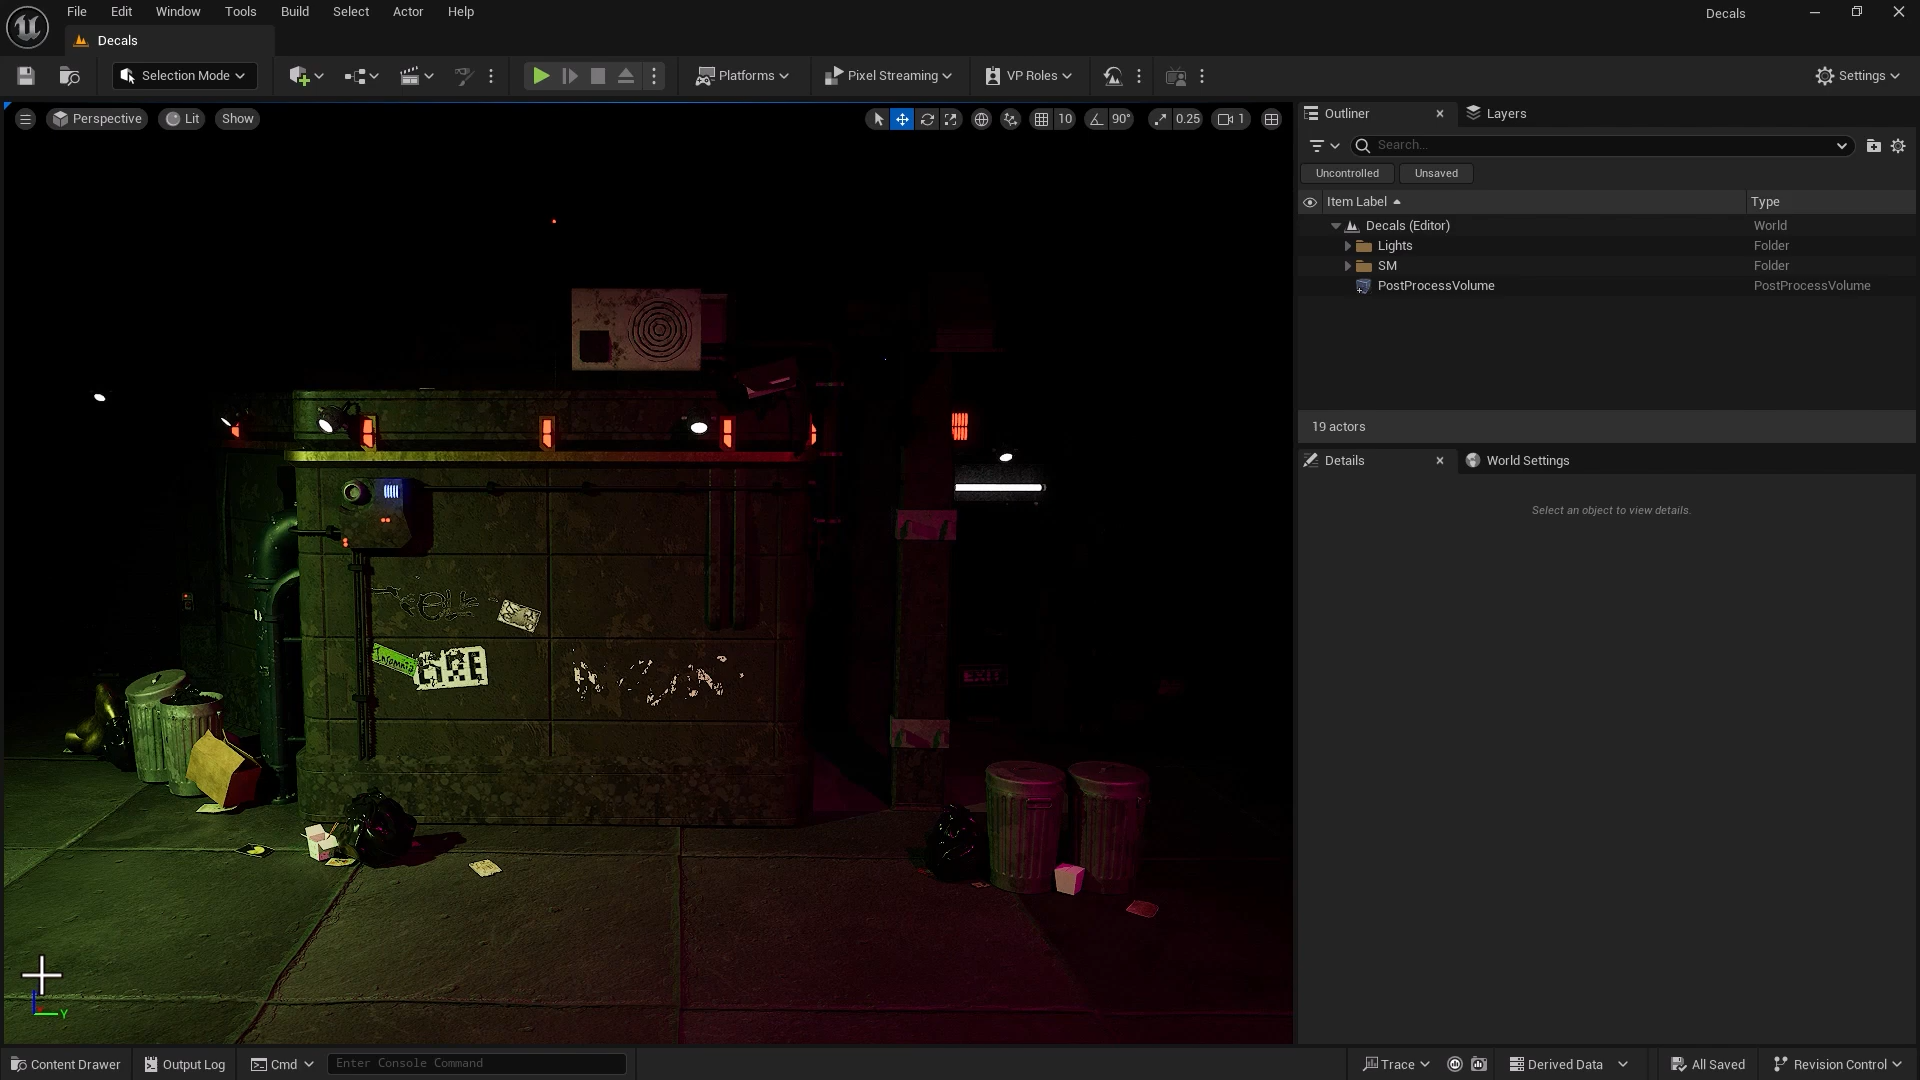 File Edit Window Tools Build Select Actor Help
Decals
Decals
Selection Mode
Platforms
Pixel Streaming
VP Roles
Settings
Perspective
Lit
Show
10
90°
0.25
1
Outliner
Layers
Search...
Uncontrolled
Unsaved
Item Label
Type
Decals (Editor)
World
Lights
Folder
SM
Folder
PostProcessVolume
PostProcessVolume
19 actors
Details
World Settings
Select an object to view details.
Insomnia
EXIT
Y
Content Drawer
Output Log
Cmd
Enter Console Command
Trace
Derived Data
All Saved
Revision Control